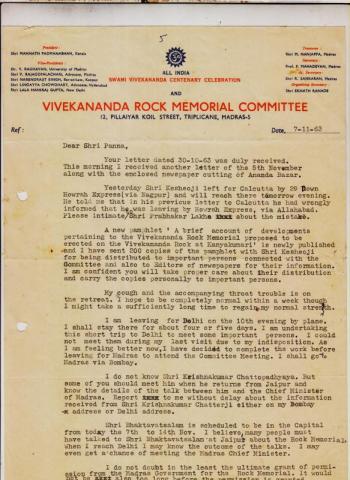 5
President :
Shri MANNATH PADMANABHAN, Kerala
Vice-Presidents :
Dr. V. RAGHAVAN, University of Madras
Shri V. RAJAGOPALACHARI, Advocate, Madras
Shri NARENDRAJIT SINGH, Barrister, Kanpur
Shri LINGAYYA CHOWDHARY, Advocate, Hyderabad
Shri LALA HANSRAJ GUPTA, New Delhi
Treasurer :
Shri M. NANJAPPA, Madras
Secretary :
Prof. P. MAHADEVAN, Madras
Jt. Secretary
Shri R. SANKARAN, Madras
Organising Secretary
Shri EKNATH RANADE
ALL INDIA
SWAMI VIVEKANANDA CENTENARY CELEBRATION
AND
VIVEKANANDA ROCK MEMORIAL COMMITTEE
12, PILLAIYAR KOIL STREET, TRIPLICANE, MADRAS-5
Ref :
Date, 7-11-63
Dear Shri Panna,
Your letter dated 30-10-63 was duly received.
This morning I received another letter of the 5th November
along with the enclosed newspaper cutting of Ananda Bazar.
Yesterday Shri Keshocji left for Calcutta by 29 Down
Howrah Express(via Nagpur) and will reach there tomorrow evening.
He told me that in his previous letter to Calcutta he had wrongly
informed that he was leaving by Howrah Express, via Allahabad.
Please intimate/Shri Prabhakar Lakhe xxxx about the mistake.
A new pamphlet ' A brief account of developments
pertaining to the Vivekananda Rock Memorial proposed to be
erected on the Vivekananda Rock at Kanyakumari' is newly published
and I have sent 200 copies of the pamphlet with Shri Keshocji
for being distributed to important persons connected with the
Committee and also to Editors of newspapers for their information.
I am confident you will take proper care about their distribution
and carry the copies personally to important persons.
My cough and the accompanying throat trouble is on
the retreat. I hope to be completely normal within a week though
I might take a sufficiently long time to regain my normal strength.
I am leaving for Delhi on the 10th evening by plane.
I shall stay there for about four or five days. I am undertaking
this short trip to Delhi to meet some important persons. I could
not meet them during my last visit due to my indisposition. As
I am feeling better now, I have decided to complete the work before
leaving for Madras to attend the Committee Meeting. I shall go to
Madras via Bombay.
I do not know Shri Krishnakumar Chattopadhyaya. But
some of you should meet him when he returns from Jaipur and
know the details of the talk between him and the Chief Minister
of Madras. Report xxxxx to me without delay about the information
received from Shri Krishnakumar Chatterji either on my Bombay
address or Delhi address.
Shri Bhaktavatsalam is scheduled to be in the Capital
from today the 7th to 14th Nov. I believe, many people must
have talked to Shri Bhaktavatsalam at Jaipur about the Rock Memorial.
When I reach Delhi I may know the outcome of the talks. I may
even get a chance of meeting the Madras Chief Minister.
I do not doubt in the least the ultimate grant of permi-
ssion from the Madras Government for the Rock Memorial. It would